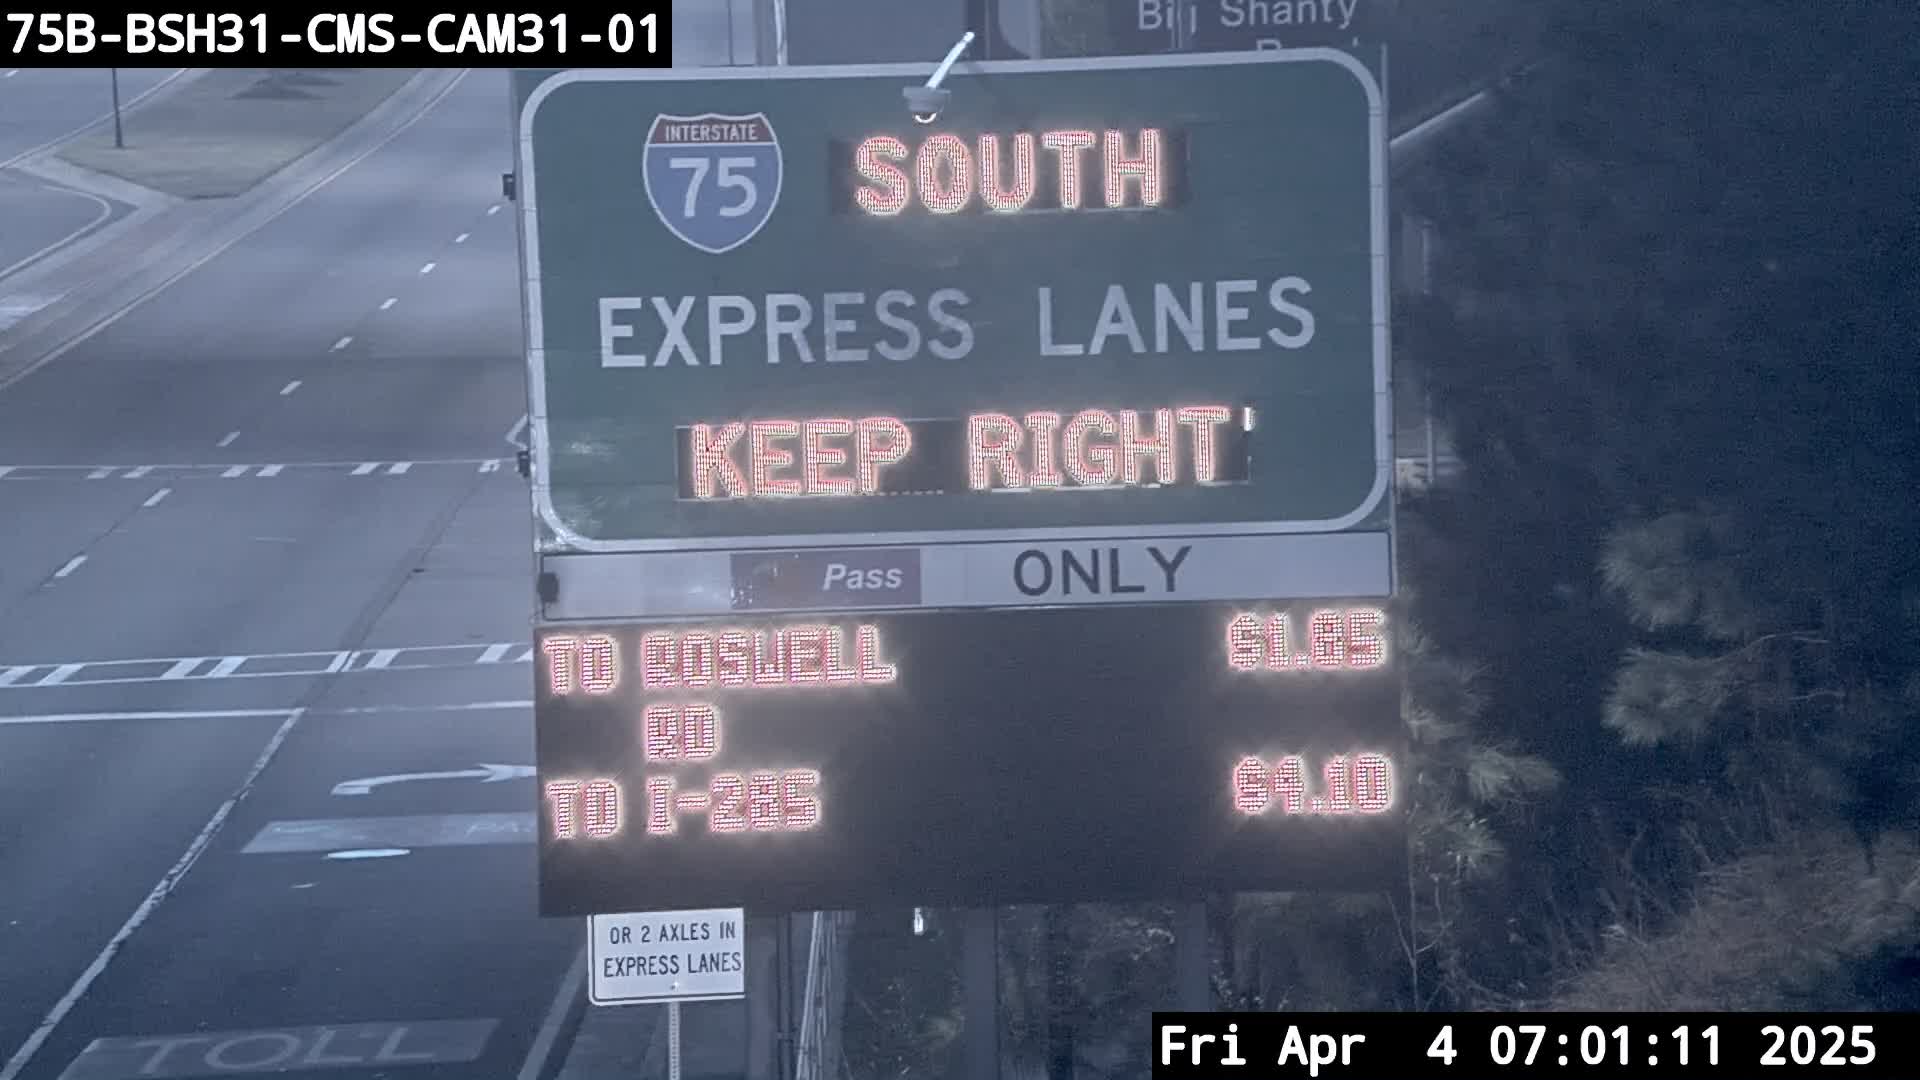 75B-BSH31-CMS-CAM31-01
Big Shanty
INTERSTATE
75
SOUTH
EXPRESS LANES
KEEP RIGHT
Pass ONLY
TO ROSWELL $1.85
RD
TO I-285 $4.10
OR 2 AXLES IN
EXPRESS LANES
TOLL
Fri Apr 4 07:01:11 2025